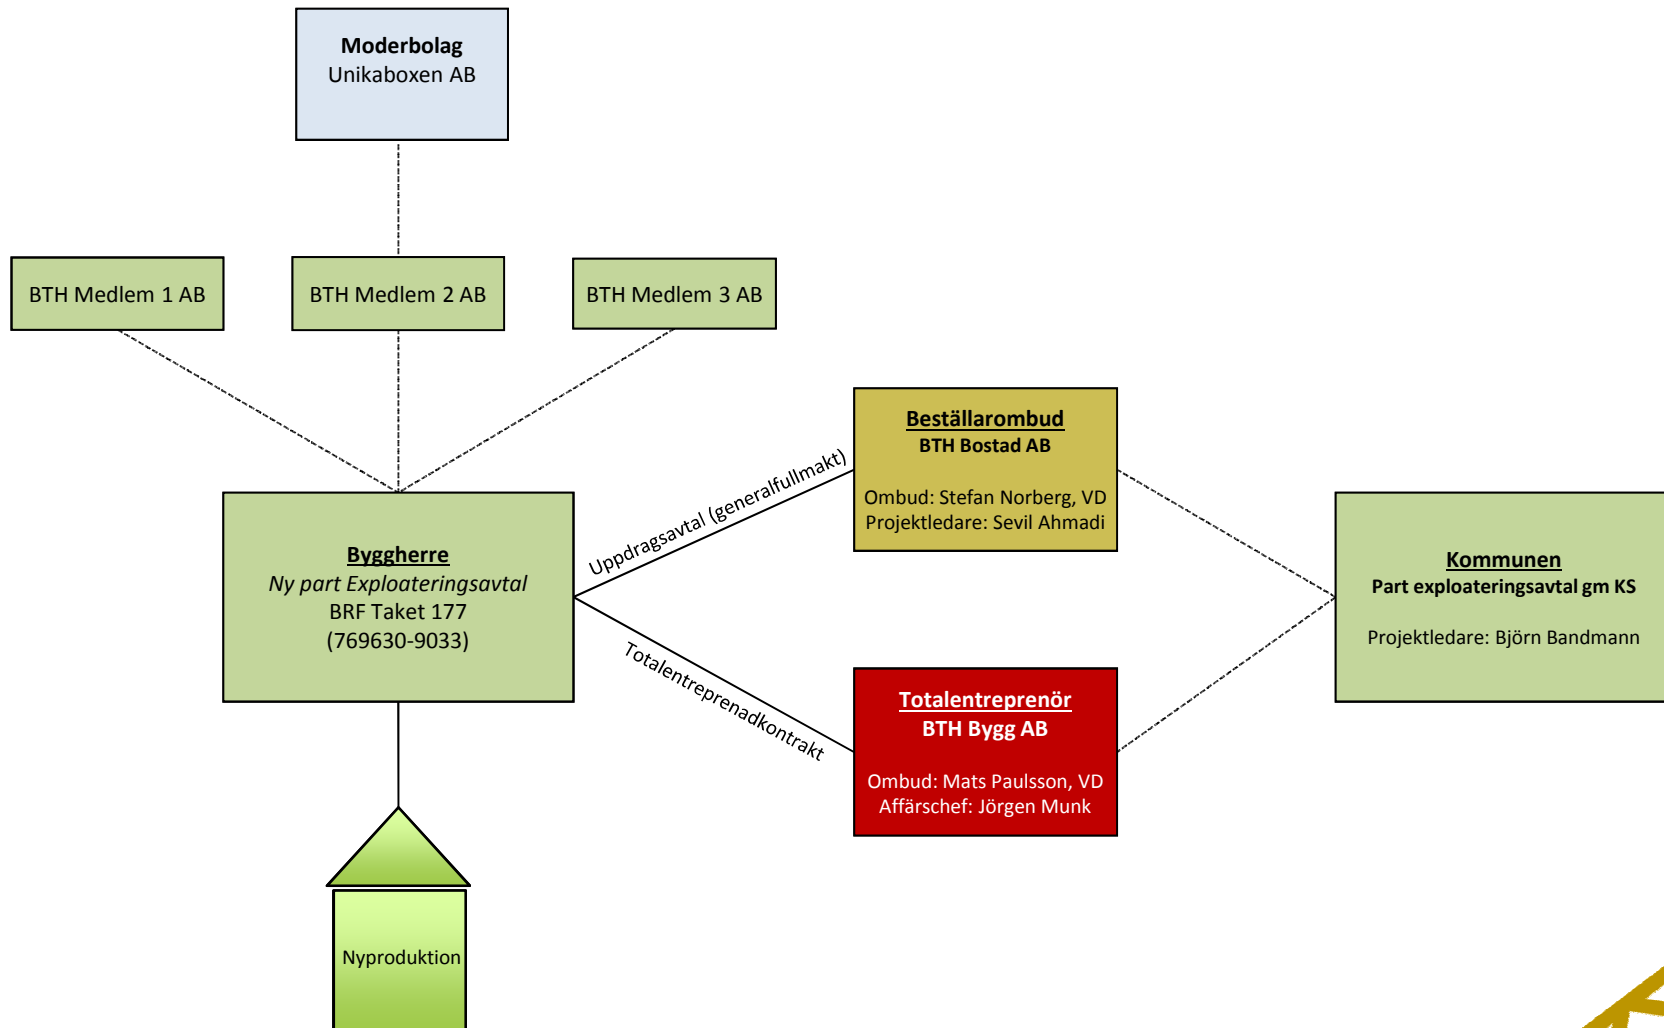 Moderbolag
Unikaboxen AB
BTH Medlem 1 AB
BTH Medlem 2 AB
BTH Medlem 3 AB
Beställarombud
BTH Bostad AB
Ombud: Stefan Norberg, VD
Projektledare: Sevil Ahmadi
Uppdragsavtal (generalfullmakt)
Byggherre
Ny part Exploateringsavtal
BRF Taket 177
(769630-9033)
Kommunen
Part exploateringsavtal gm KS
Projektledare: Björn Bandmann
Totalentreprenadkontrakt
Totalentreprenör
BTH Bygg AB
Ombud: Mats Paulsson, VD
Affärschef: Jörgen Munk
Nyproduktion